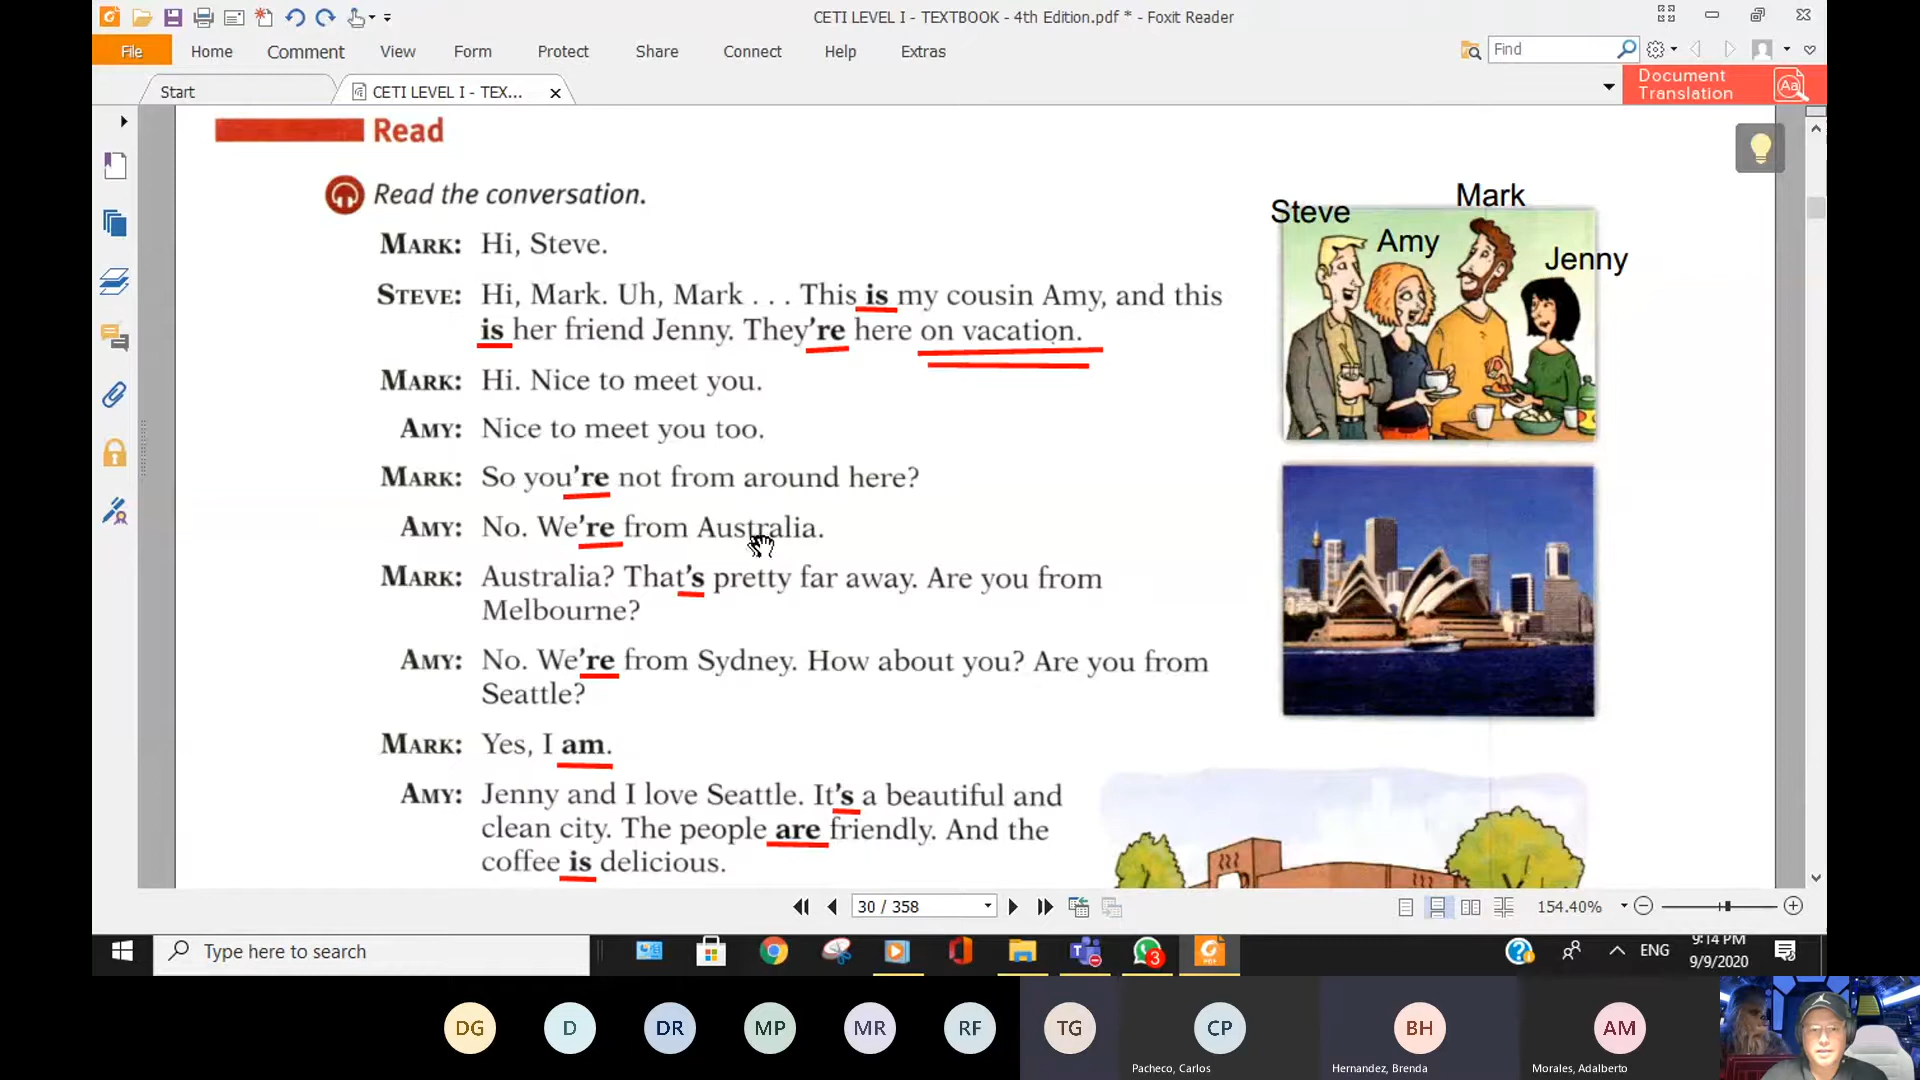 CETI LEVEL I - TEXTBOOK - 4th Edition.pdf * - Foxit Reader
File Home Comment View Form Protect Share Connect Help Extras
Find
Start
CETI LEVEL I - TEX...
Document
Translation
Aa
Read
Read the conversation.
MARK: Hi, Steve.
STEVE: Hi, Mark. Uh, Mark . . . This is my cousin Amy, and this
is her friend Jenny. They're here on vacation.
MARK: Hi. Nice to meet you.
AMY: Nice to meet you too.
MARK: So you're not from around here?
AMY: No. We're from Australia.
MARK: Australia? That's pretty far away. Are you from
Melbourne?
AMY: No. We're from Sydney. How about you? Are you from
Seattle?
MARK: Yes, I am.
AMY: Jenny and I love Seattle. It's a beautiful and
clean city. The people are friendly. And the
coffee is delicious.
Mark
Steve
Amy
Jenny
30 / 358
154.40%
Type here to search
3
ENG
9:14 PM
9/9/2020
DG D DR MP MR RF TG CP BH AM
Pacheco, Carlos
Hernandez, Brenda
Morales, Adalberto